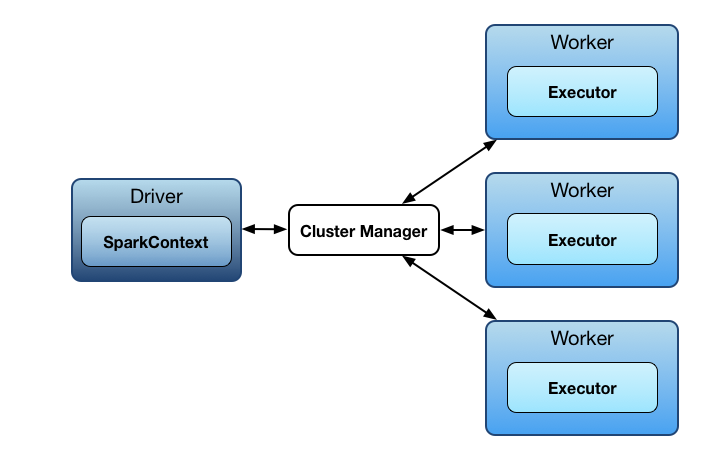 Driver
SparkContext
Cluster Manager
Worker
Executor
Worker
Executor
Worker
Executor